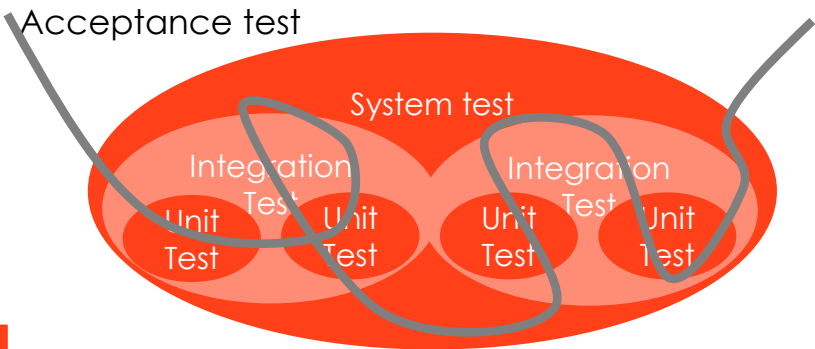 Acceptance test
System test
Integration
Test
Integration
Test
Unit
Test
Unit
Test
Unit
Test
Unit
Test